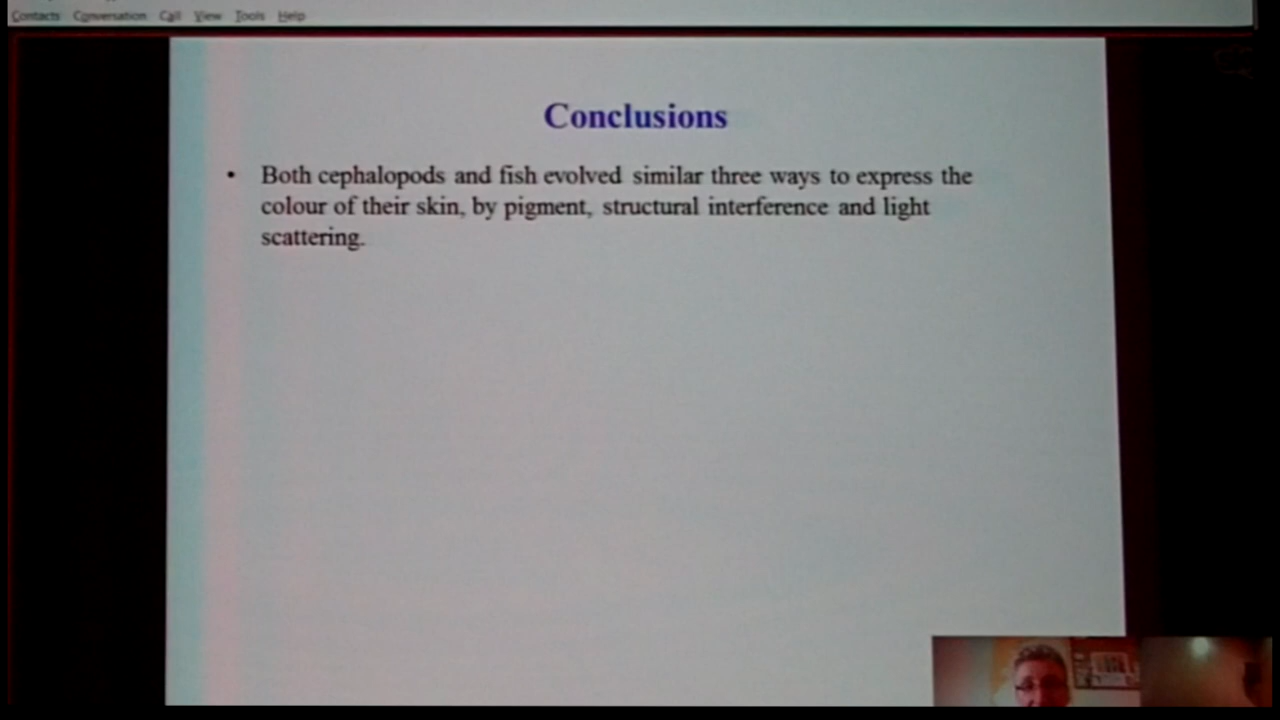 Contacts Conversation Call View Tools Help
Conclusions
• Both cephalopods and fish evolved similar three ways to express the
colour of their skin, by pigment, structural interference and light
scattering.